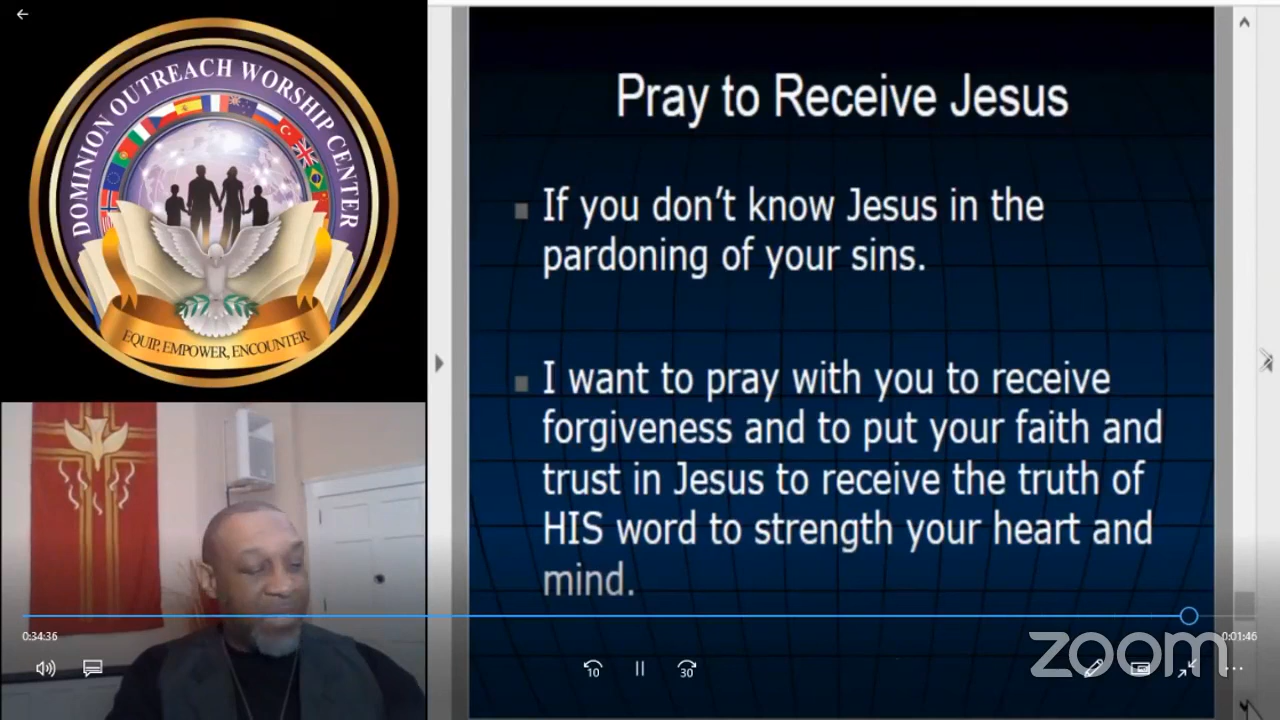 DOMINION OUTREACH WORSHIP CENTER
EQUIP, EMPOWER, ENCOUNTER
Pray to Receive Jesus
If you don’t know Jesus in the
pardoning of your sins.
I want to pray with you to receive
forgiveness and to put your faith and
trust in Jesus to receive the truth of
HIS word to strength your heart and
mind.
0:34:36
0:01:46
10
30
zoom